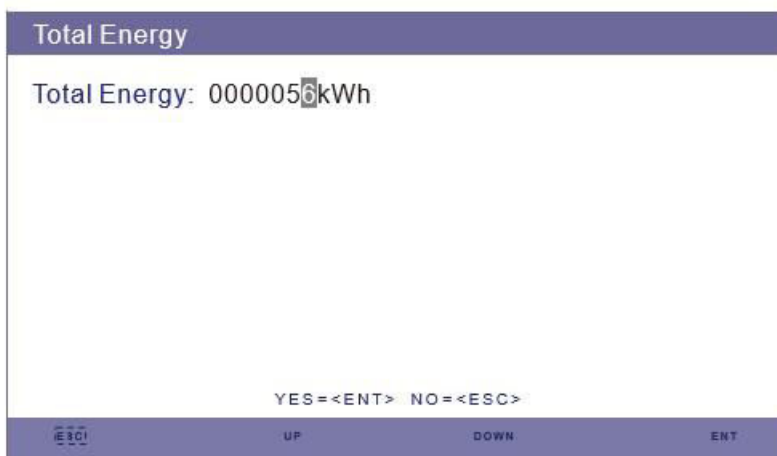 Total Energy
Total Energy: 0000056kWh
YES=<ENT> NO=<ESC>
ESC UP DOWN ENT